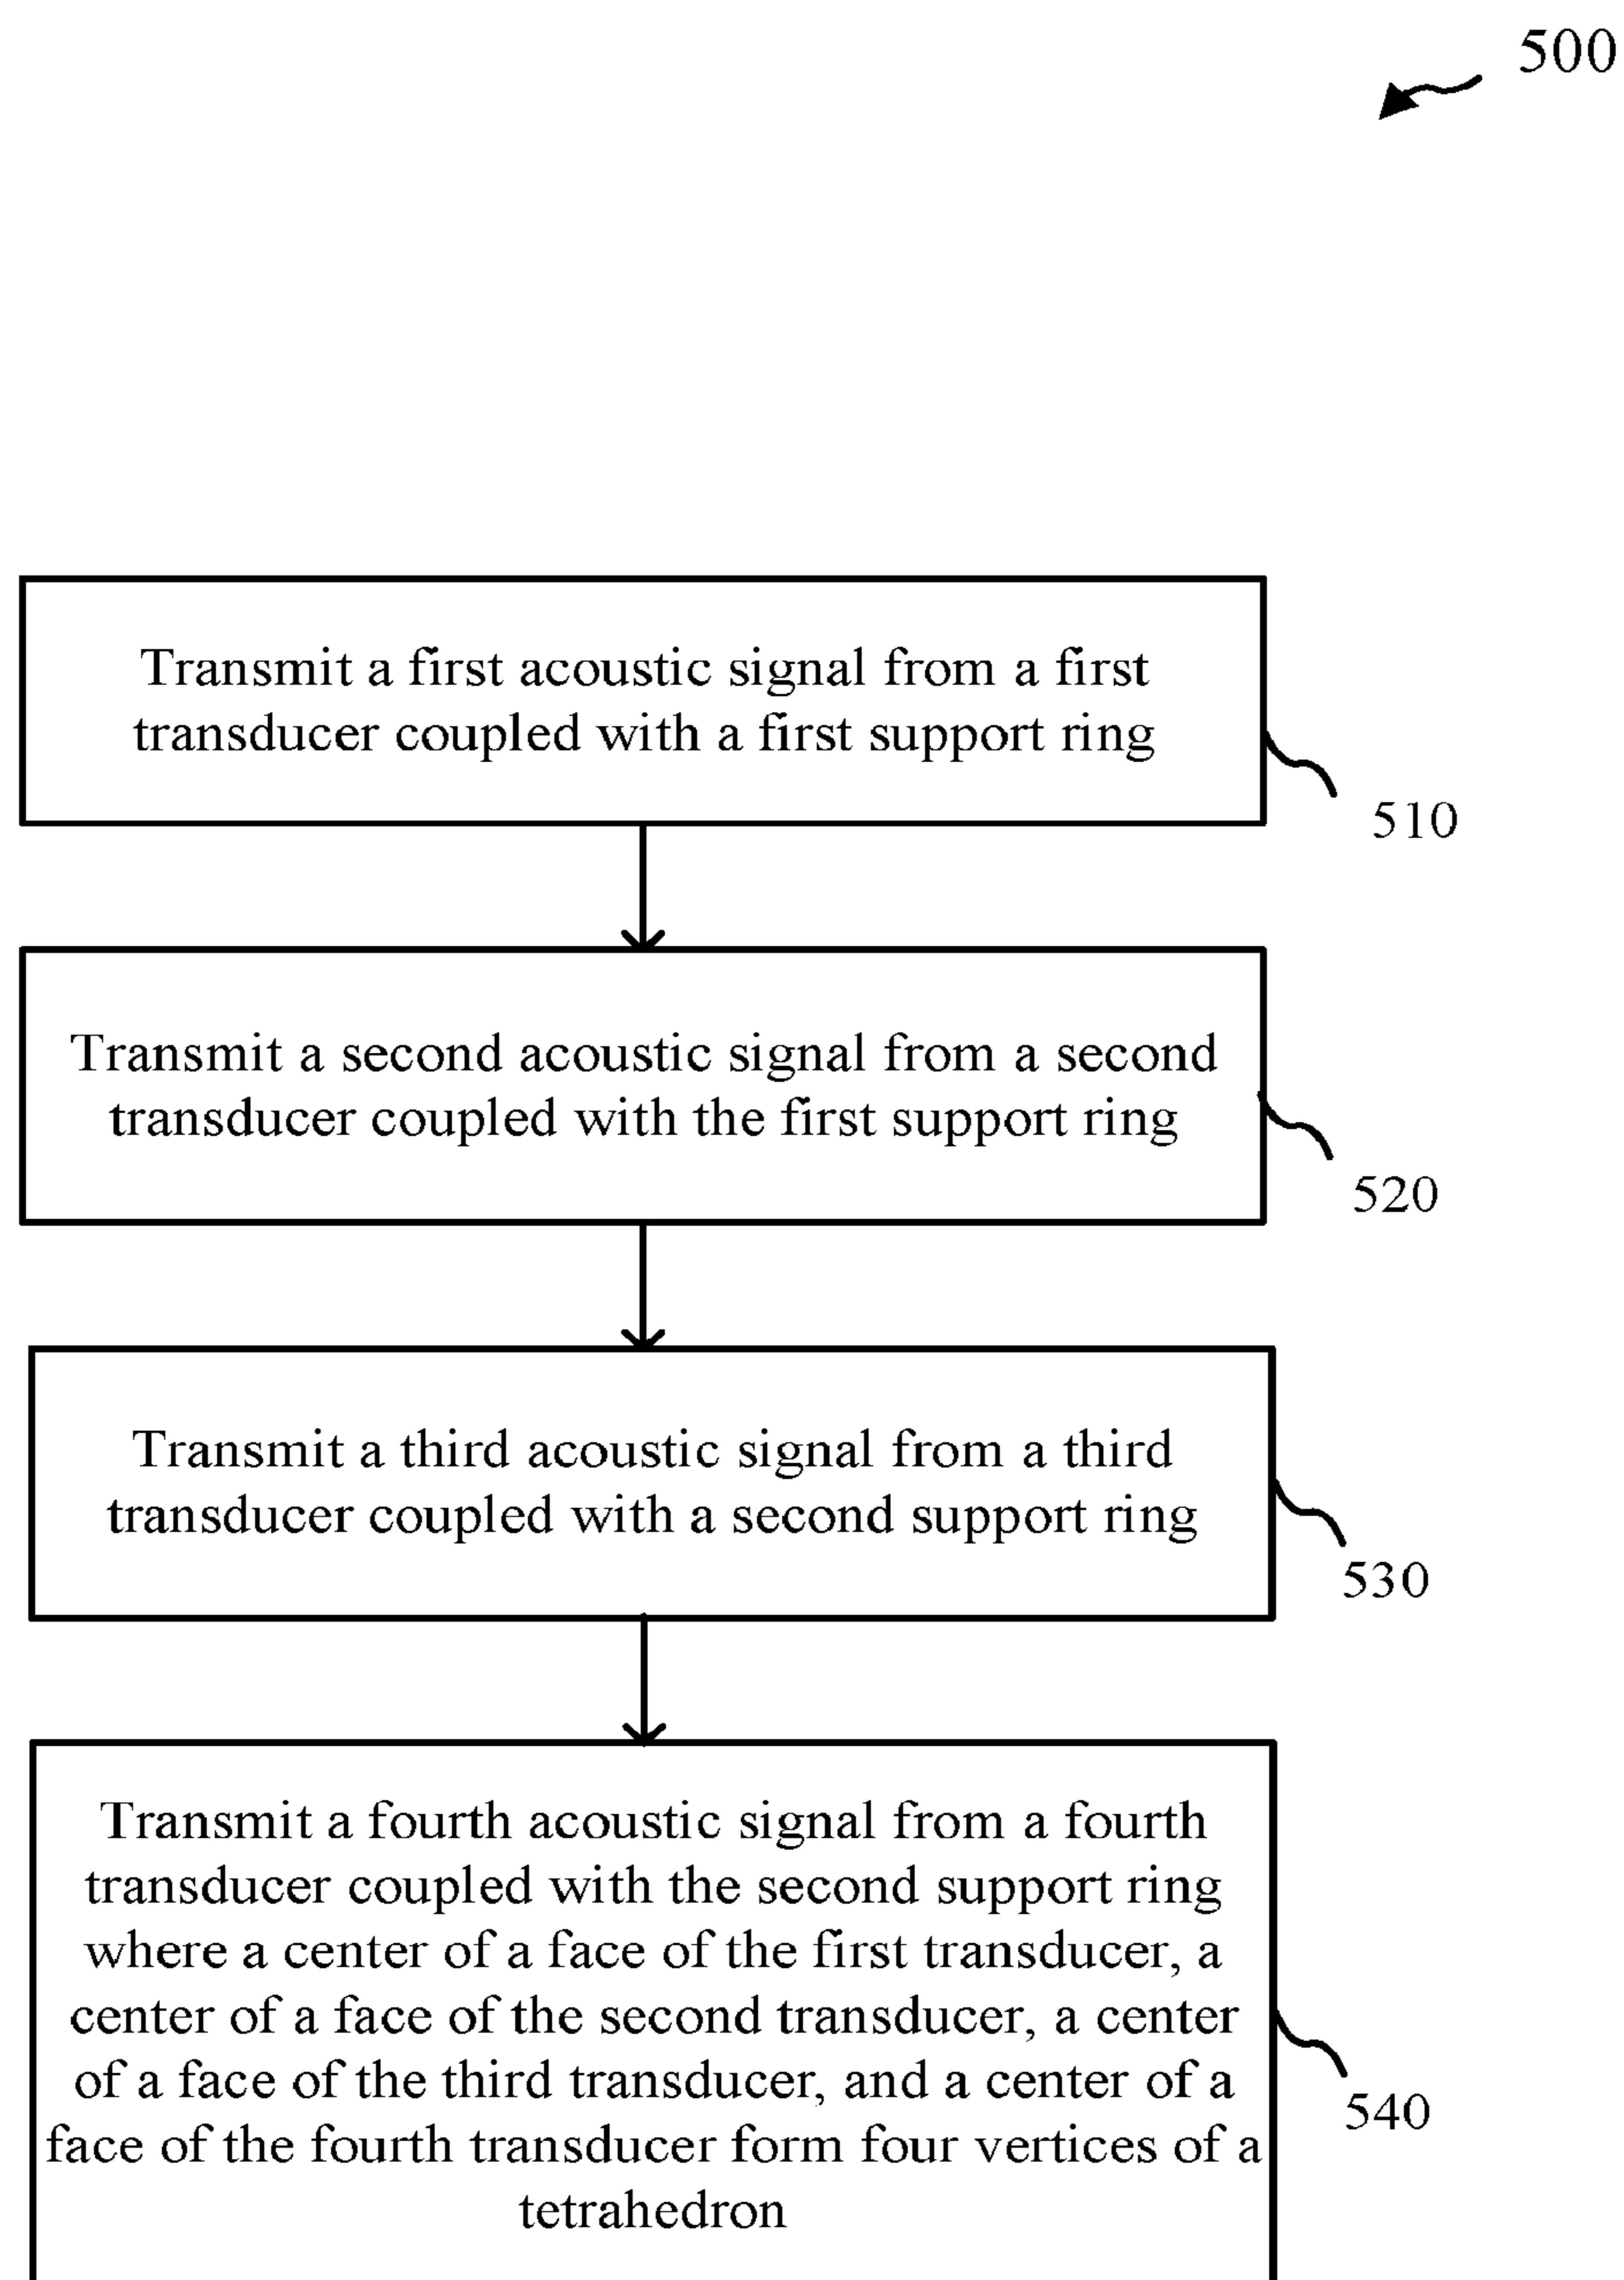 500
Transmit a first acoustic signal from a first
transducer coupled with a first support ring
510
Transmit a second acoustic signal from a second
transducer coupled with the first support ring
520
Transmit a third acoustic signal from a third
transducer coupled with a second support ring
530
Transmit a fourth acoustic signal from a fourth
transducer coupled with the second support ring
where a center of a face of the first transducer, a
center of a face of the second transducer, a center
of a face of the third transducer, and a center of a
face of the fourth transducer form four vertices of a
tetrahedron
540